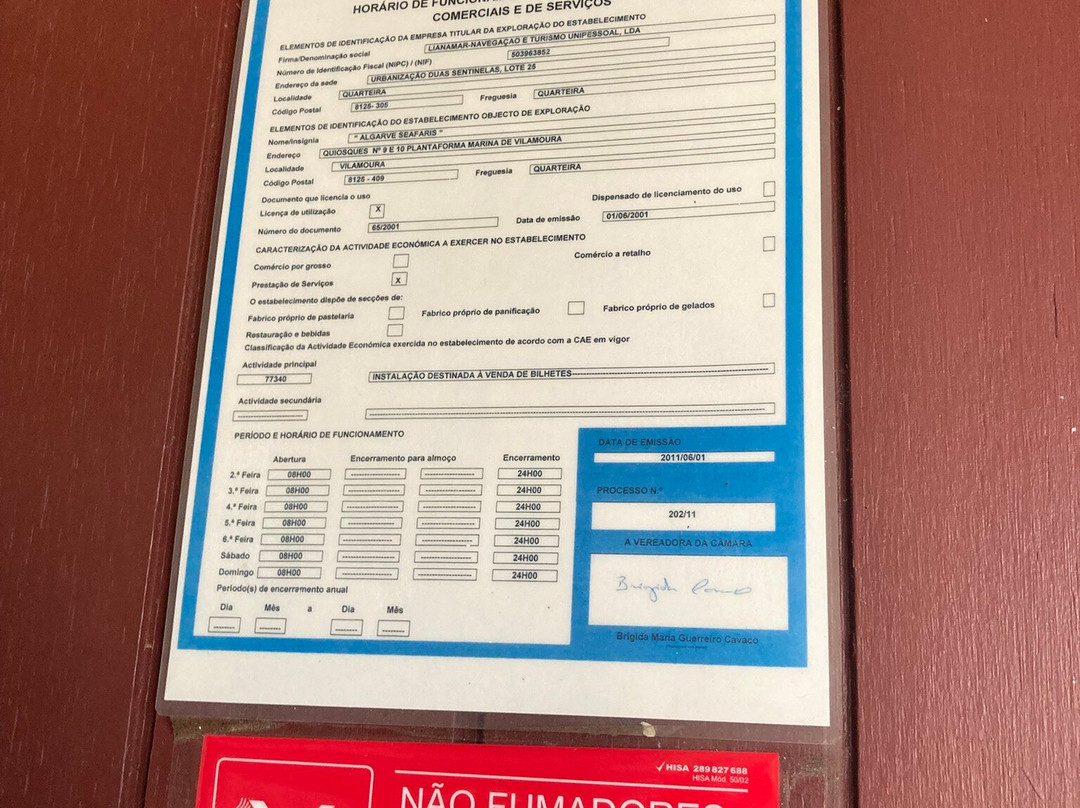 HORÁRIO DE FUNCIONAM
COMERCIAIS E DE SERVIÇOS
ELEMENTOS DE IDENTIFICAÇÃO DA EMPRESA TITULAR DA EXPLORAÇÃO DO ESTABELECIMENTO
Firma/Denominação social LIANAMAR-NAVEGAÇÃO E TURISMO UNIPESSOAL, LDA
Número de Identificação Fiscal (NIPC) / (NIF) 503963852
Endereço da sede URBANIZAÇÃO DUAS SENTINELAS, LOTE 25
Localidade QUARTEIRA
Código Postal 8125- 305 Freguesia QUARTEIRA
ELEMENTOS DE IDENTIFICAÇÃO DO ESTABELECIMENTO OBJECTO DE EXPLORAÇÃO
Nome/Insígnia " ALGARVE SEAFARIS "
Endereço QUIOSQUES Nº 9 E 10 PLANTAFORMA MARINA DE VILAMOURA
Localidade VILAMOURA
Código Postal 8125 - 409 Freguesia QUARTEIRA
Documento que licencia o uso Dispensado de licenciamento do uso
Licença de utilização X
Número do documento 65/2001 Data de emissão 01/06/2001
CARACTERIZAÇÃO DA ACTIVIDADE ECONÓMICA A EXERCER NO ESTABELECIMENTO
Comércio por grosso Comércio a retalho
Prestação de Serviços X
O estabelecimento dispõe de secções de:
Fabrico próprio de pastelaria Fabrico próprio de panificação Fabrico próprio de gelados
Restauração e bebidas
Classificação da Actividade Económica exercida no estabelecimento de acordo com a CAE em vigor
Actividade principal
77340 INSTALAÇÃO DESTINADA À VENDA DE BILHETES
Actividade secundária
PERÍODO E HORÁRIO DE FUNCIONAMENTO
Abertura Encerramento para almoço Encerramento
2.ª Feira 08H00 24H00
3.ª Feira 08H00 24H00
4.ª Feira 08H00 24H00
5.ª Feira 08H00 24H00
6.ª Feira 08H00 24H00
Sábado 08H00 24H00
Domingo 08H00 24H00
Período(s) de encerramento anual
Dia Mês a Dia Mês
DATA DE EMISSÃO
2011/06/01
PROCESSO N.º
202/11
A VEREADORA DA CÂMARA
Brigida
Brigida Maria Guerreiro Cavaco
HISA 289 827 688
HISA Mód. 50/02
NÃO FUMADORES